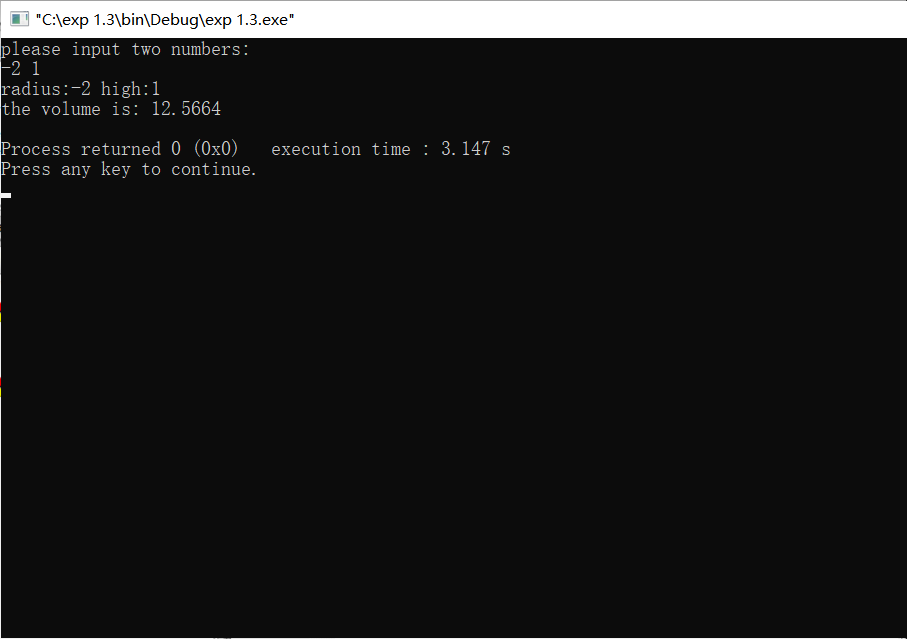 "C:\exp 1.3\bin\Debug\exp 1.3.exe"
please input two numbers:
-2 1
radius:-2 high:1
the volume is: 12.5664
Process returned 0 (0x0)   execution time : 3.147 s
Press any key to continue.